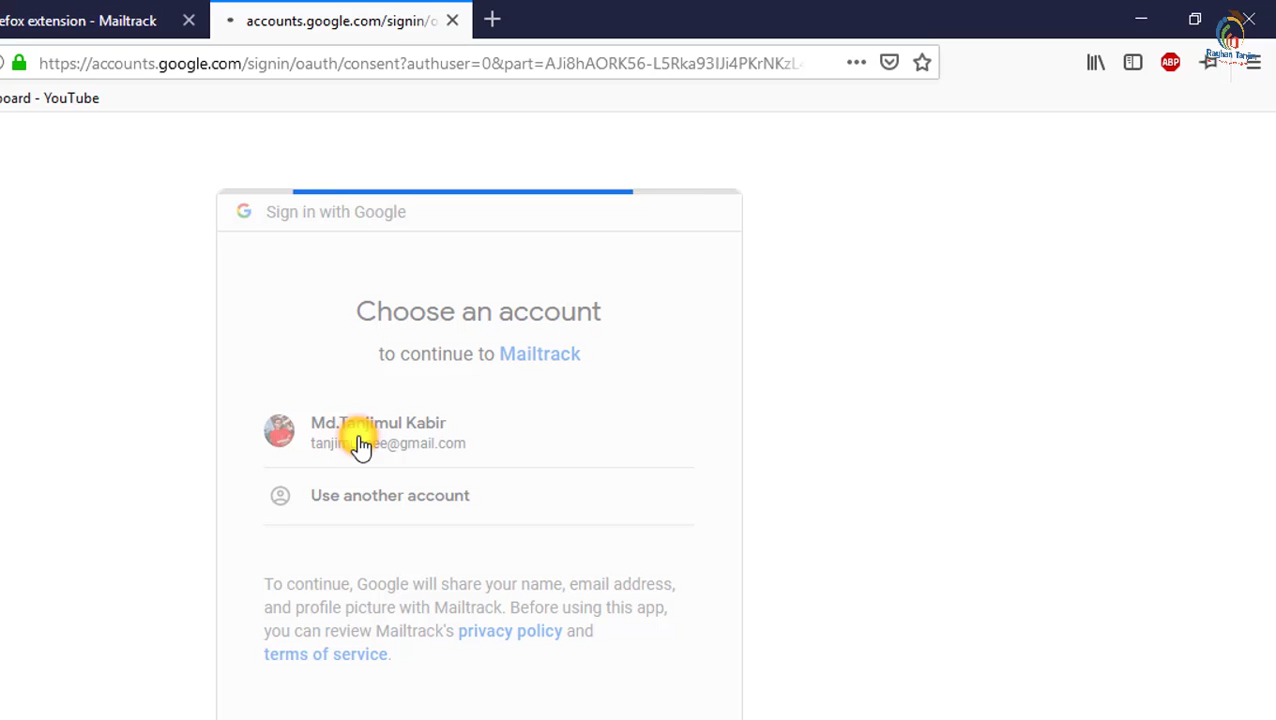 efox extension - Mailtrack
accounts.google.com/signin/o
https://accounts.google.com/signin/oauth/consent?authuser=0&part=AJi8hAORK56-L5Rka93IJi4PKrNKzL
ABP
board - YouTube
Sign in with Google
Choose an account
to continue to Mailtrack
Md.Tanjimul Kabir
@gmail.com
Use another account
To continue, Google will share your name, email address,
and profile picture with Mailtrack. Before using this app,
you can review Mailtrack's privacy policy and
terms of service.